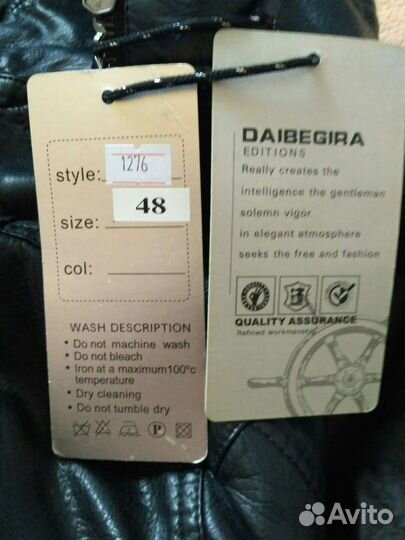 style: 1276
size: 48
col:
WASH DESCRIPTION
• Do not machine wash
• Do not bleach
• Iron at a maximum100°c
temperature
• Dry cleaning
• Do not tumble dry
P
DAIBEGIRA
EDITIONS
Really creates the
intelligence the gentleman
solemn vigor
in elegant atmosphere
seeks the free and fashion
QUALITY ASSURANCE
Refined workmanship
Avito